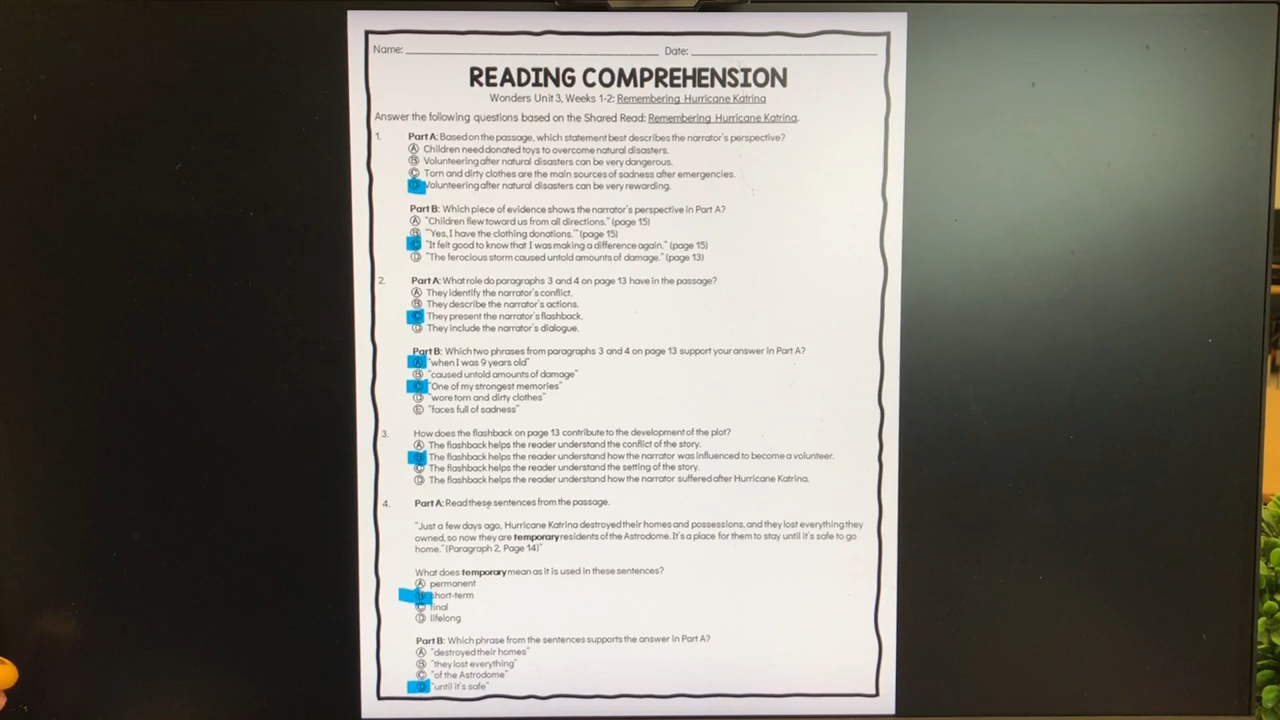 Name: Date:
READING COMPREHENSION
Wonders Unit 3, Weeks 1-2: Remembering Hurricane Katrina
Answer the following questions based on the Shared Read: Remembering Hurricane Katrina.
1. Part A: Based on the passage, which statement best describes the narrator's perspective?
A Children need donated toys to overcome natural disasters.
B Volunteering after natural disasters can be very dangerous.
C Torn and dirty clothes are the main sources of sadness after emergencies.
D Volunteering after natural disasters can be very rewarding.
Part B: Which piece of evidence shows the narrator's perspective in Part A?
A "Children flew toward us from all directions." (page 15)
B "'Yes, I have the clothing donations.'" (page 15)
C "It felt good to know that I was making a difference again." (page 15)
D "The ferocious storm caused untold amounts of damage." (page 13)
2. Part A: What role do paragraphs 3 and 4 on page 13 have in the passage?
A They identify the narrator's conflict.
B They describe the narrator's actions.
C They present the narrator's flashback.
D They include the narrator's dialogue.
Part B: Which two phrases from paragraphs 3 and 4 on page 13 support your answer in Part A?
A "when I was 9 years old"
B "caused untold amounts of damage"
C "One of my strongest memories"
D "wore torn and dirty clothes"
E "faces full of sadness"
3. How does the flashback on page 13 contribute to the development of the plot?
A The flashback helps the reader understand the conflict of the story.
B The flashback helps the reader understand how the narrator was influenced to become a volunteer.
C The flashback helps the reader understand the setting of the story.
D The flashback helps the reader understand how the narrator suffered after Hurricane Katrina.
4. Part A: Read these sentences from the passage.
"Just a few days ago, Hurricane Katrina destroyed their homes and possessions, and they lost everything they
owned, so now they are temporary residents of the Astrodome. It's a place for them to stay until it's safe to go
home." (Paragraph 2, Page 14)"
What does temporary mean as it is used in these sentences?
A permanent
B short-term
C final
D lifelong
Part B: Which phrase from the sentences supports the answer in Part A?
A "destroyed their homes"
B "they lost everything"
C "of the Astrodome"
D "until it's safe"